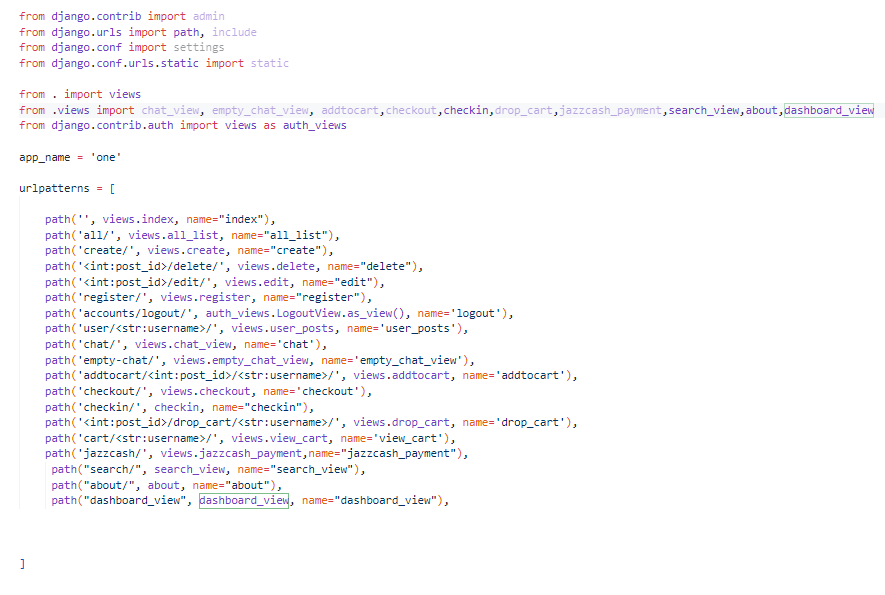 from django.contrib import admin
from django.urls import path, include
from django.conf import settings
from django.conf.urls.static import static
from . import views
from .views import chat_view, empty_chat_view, addtocart,checkout,checkin,drop_cart,jazzcash_payment,search_view,about,dashboard_view
from django.contrib.auth import views as auth_views
app_name = 'one'
urlpatterns = [
path('', views.index, name="index"),
path('all/', views.all_list, name="all_list"),
path('create/', views.create, name="create"),
path('<int:post_id>/delete/', views.delete, name="delete"),
path('<int:post_id>/edit/', views.edit, name="edit"),
path('register/', views.register, name="register"),
path('accounts/logout/', auth_views.LogoutView.as_view(), name='logout'),
path('user/<str:username>/', views.user_posts, name='user_posts'),
path('chat/', views.chat_view, name='chat'),
path('empty-chat/', views.empty_chat_view, name='empty_chat_view'),
path('addtocart/<int:post_id>/<str:username>/', views.addtocart, name='addtocart'),
path('checkout/', views.checkout, name='checkout'),
path('checkin/', checkin, name="checkin"),
path('<int:post_id>/drop_cart/<str:username>/', views.drop_cart, name='drop_cart'),
path('cart/<str:username>/', views.view_cart, name='view_cart'),
path('jazzcash/', views.jazzcash_payment,name="jazzcash_payment"),
path("search/", search_view, name="search_view"),
path("about/", about, name="about"),
path("dashboard_view", dashboard_view, name="dashboard_view"),
]